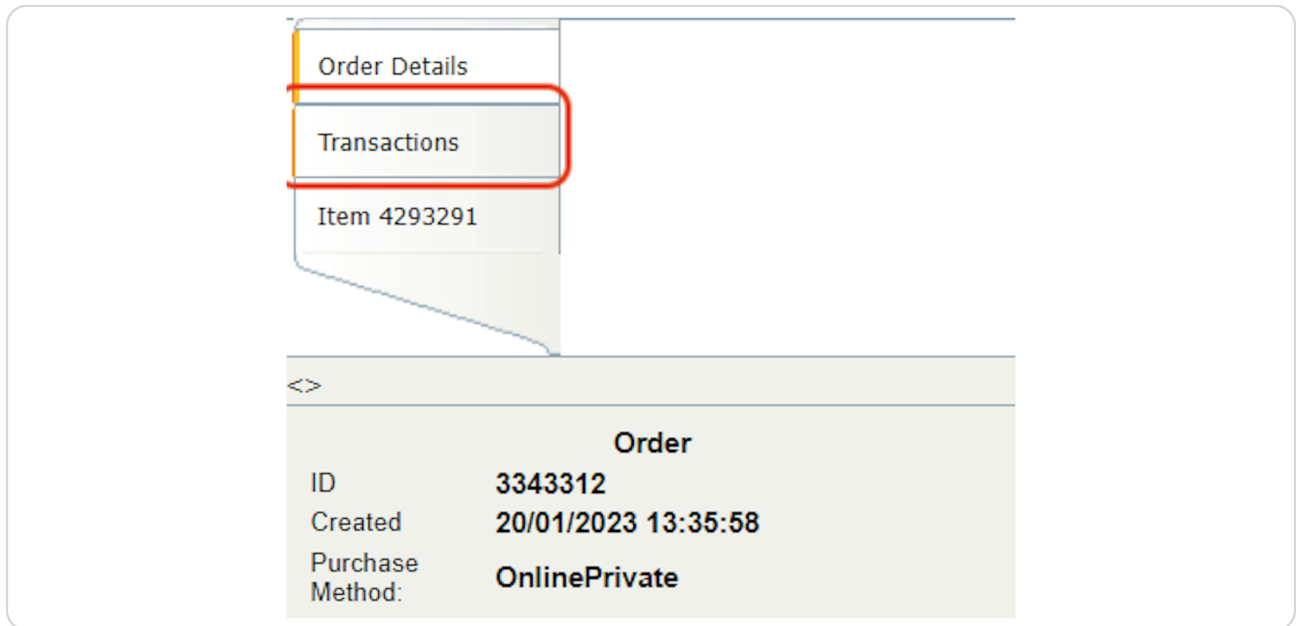 Order Details
Transactions
Item 4293291
<>
Order
ID 3343312
Created 20/01/2023 13:35:58
Purchase
Method: OnlinePrivate